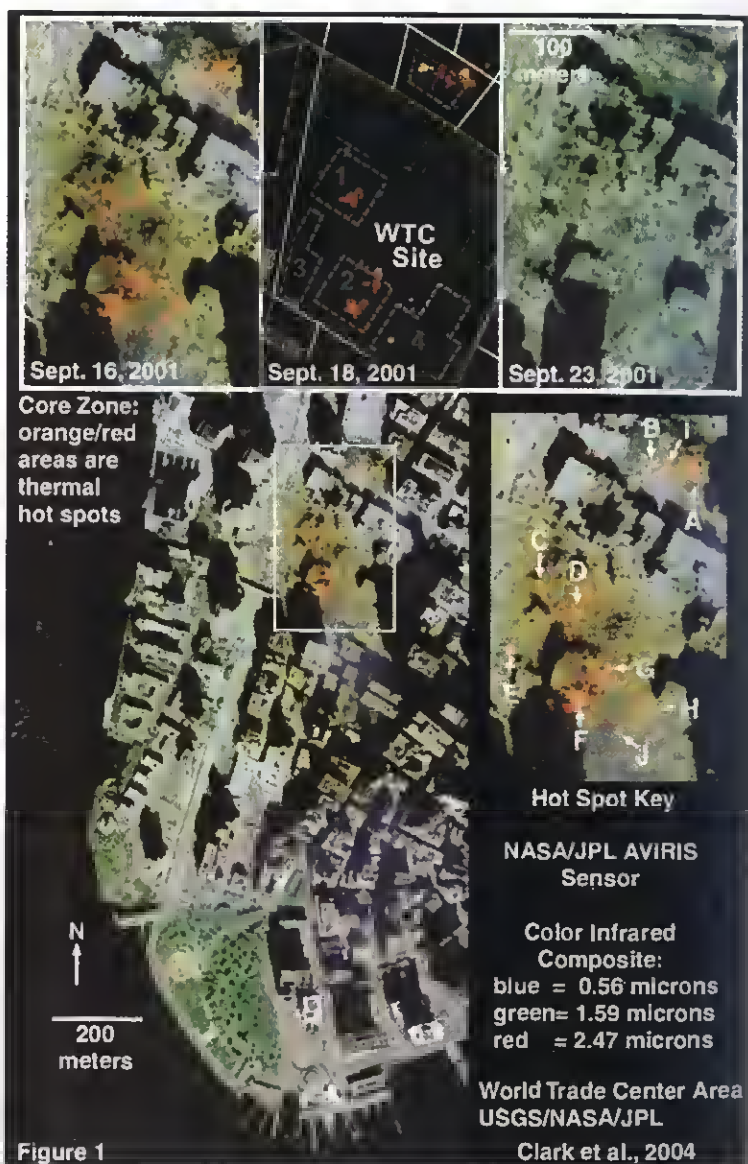 100
meters
1
WTC
Site
3
2
4
Sept. 16, 2001
Sept. 18, 2001
Sept. 23, 2001
Core Zone:
orange/red
areas are
thermal
hot spots
B
I
A
C
D
G
E
H
F
J
Hot Spot Key
NASA/JPL AVIRIS
Sensor
N
Color Infrared
Composite:
blue = 0.56 microns
green= 1.59 microns
red = 2.47 microns
200
meters
World Trade Center Area
USGS/NASA/JPL
Figure 1
Clark et al., 2004